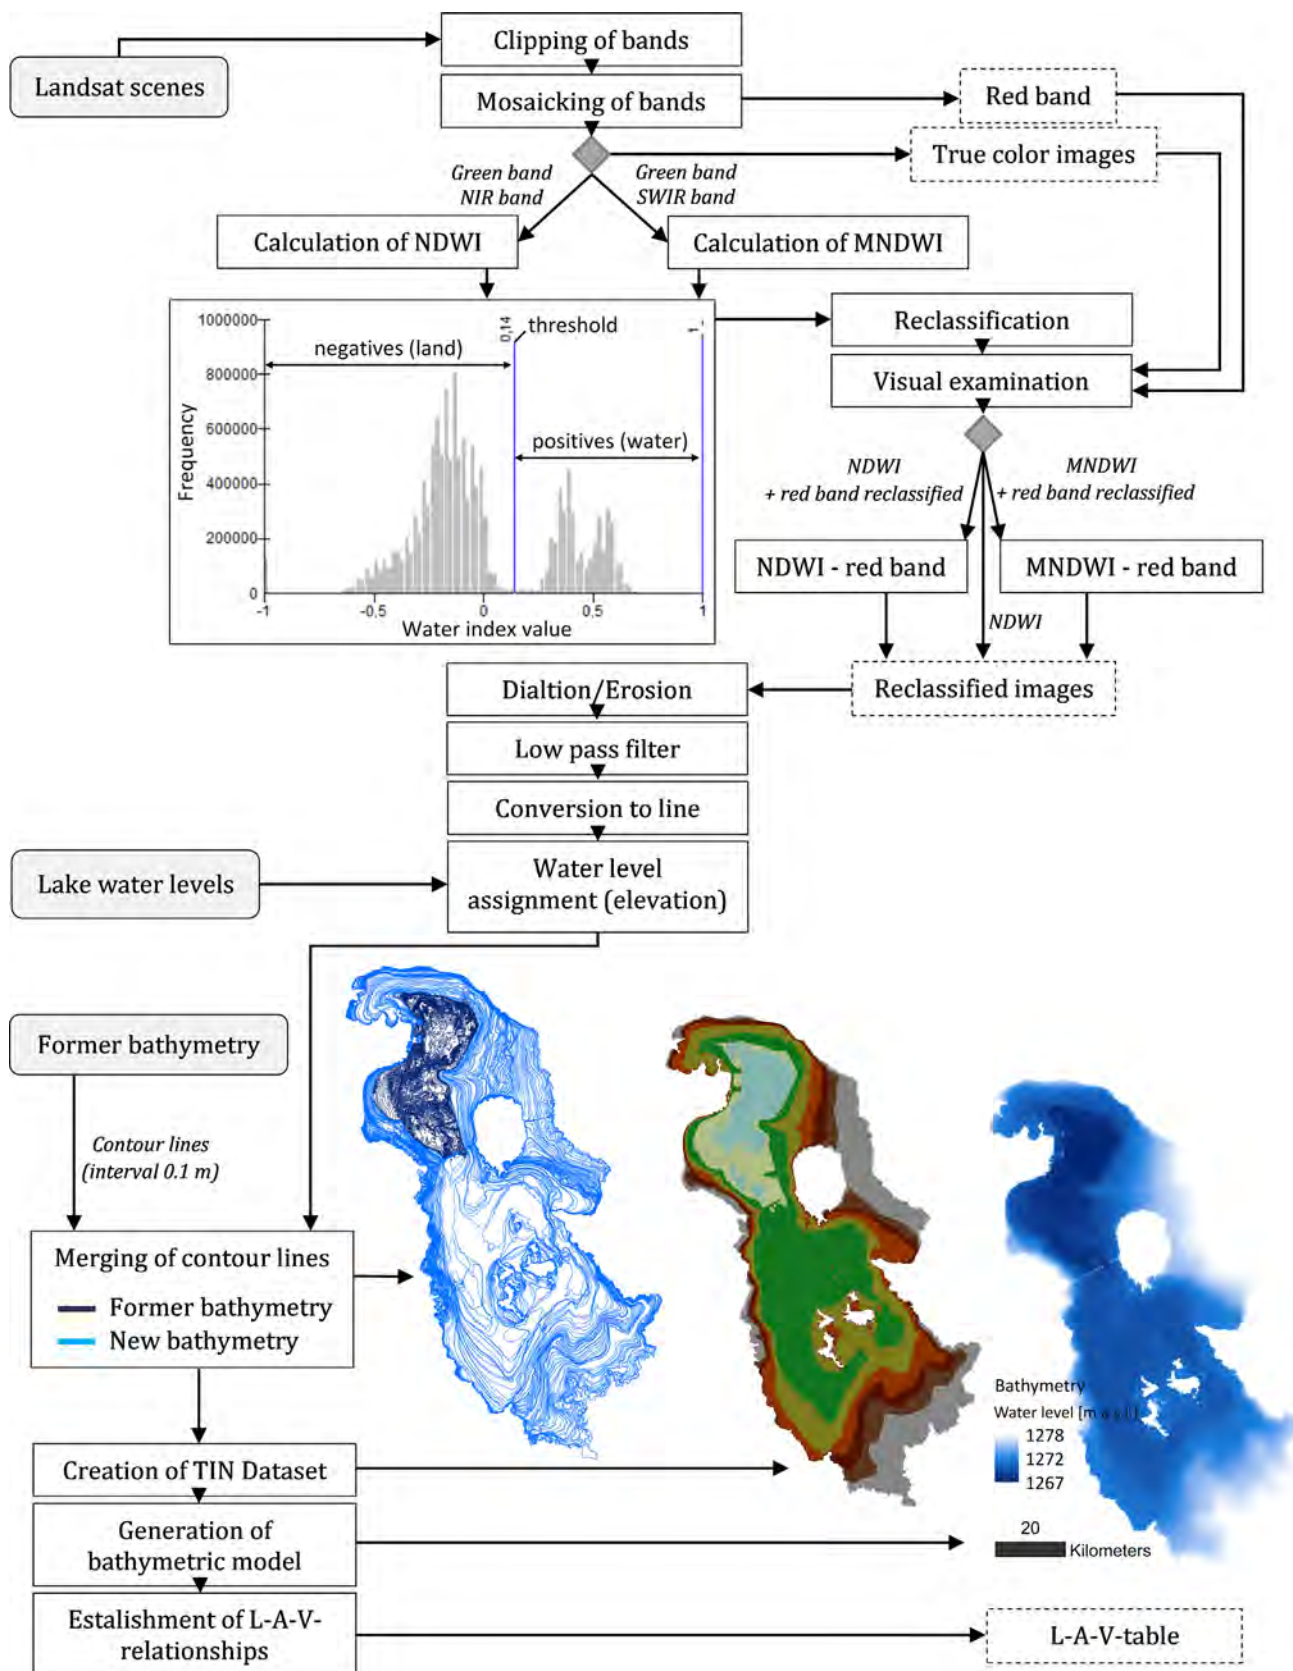 Clipping of bands
Landsat scenes
Mosaicking of bands
Red band
True color images
Green band
NIR band
Green band
SWIR band
Calculation of NDWI
Calculation of MNDWI
1000000
800000
600000
400000
200000
0
Frequency
negatives (land)
0,14
threshold
1
positives (water)
-1
-0,5
0
0,5
1
Water index value
Reclassification
Visual examination
NDWI
+ red band reclassified
MNDWI
+ red band reclassified
NDWI - red band
MNDWI - red band
NDWI
Reclassified images
Dialtion/Erosion
Low pass filter
Conversion to line
Lake water levels
Water level
assignment (elevation)
Former bathymetry
Contour lines
(interval 0.1 m)
Merging of contour lines
Former bathymetry
New bathymetry
Bathymetry
Water level [m a.s.l.]
1278
1272
1267
20
Kilometers
Creation of TIN Dataset
Generation of
bathymetric model
Estalishment of L-A-V-
relationships
L-A-V-table